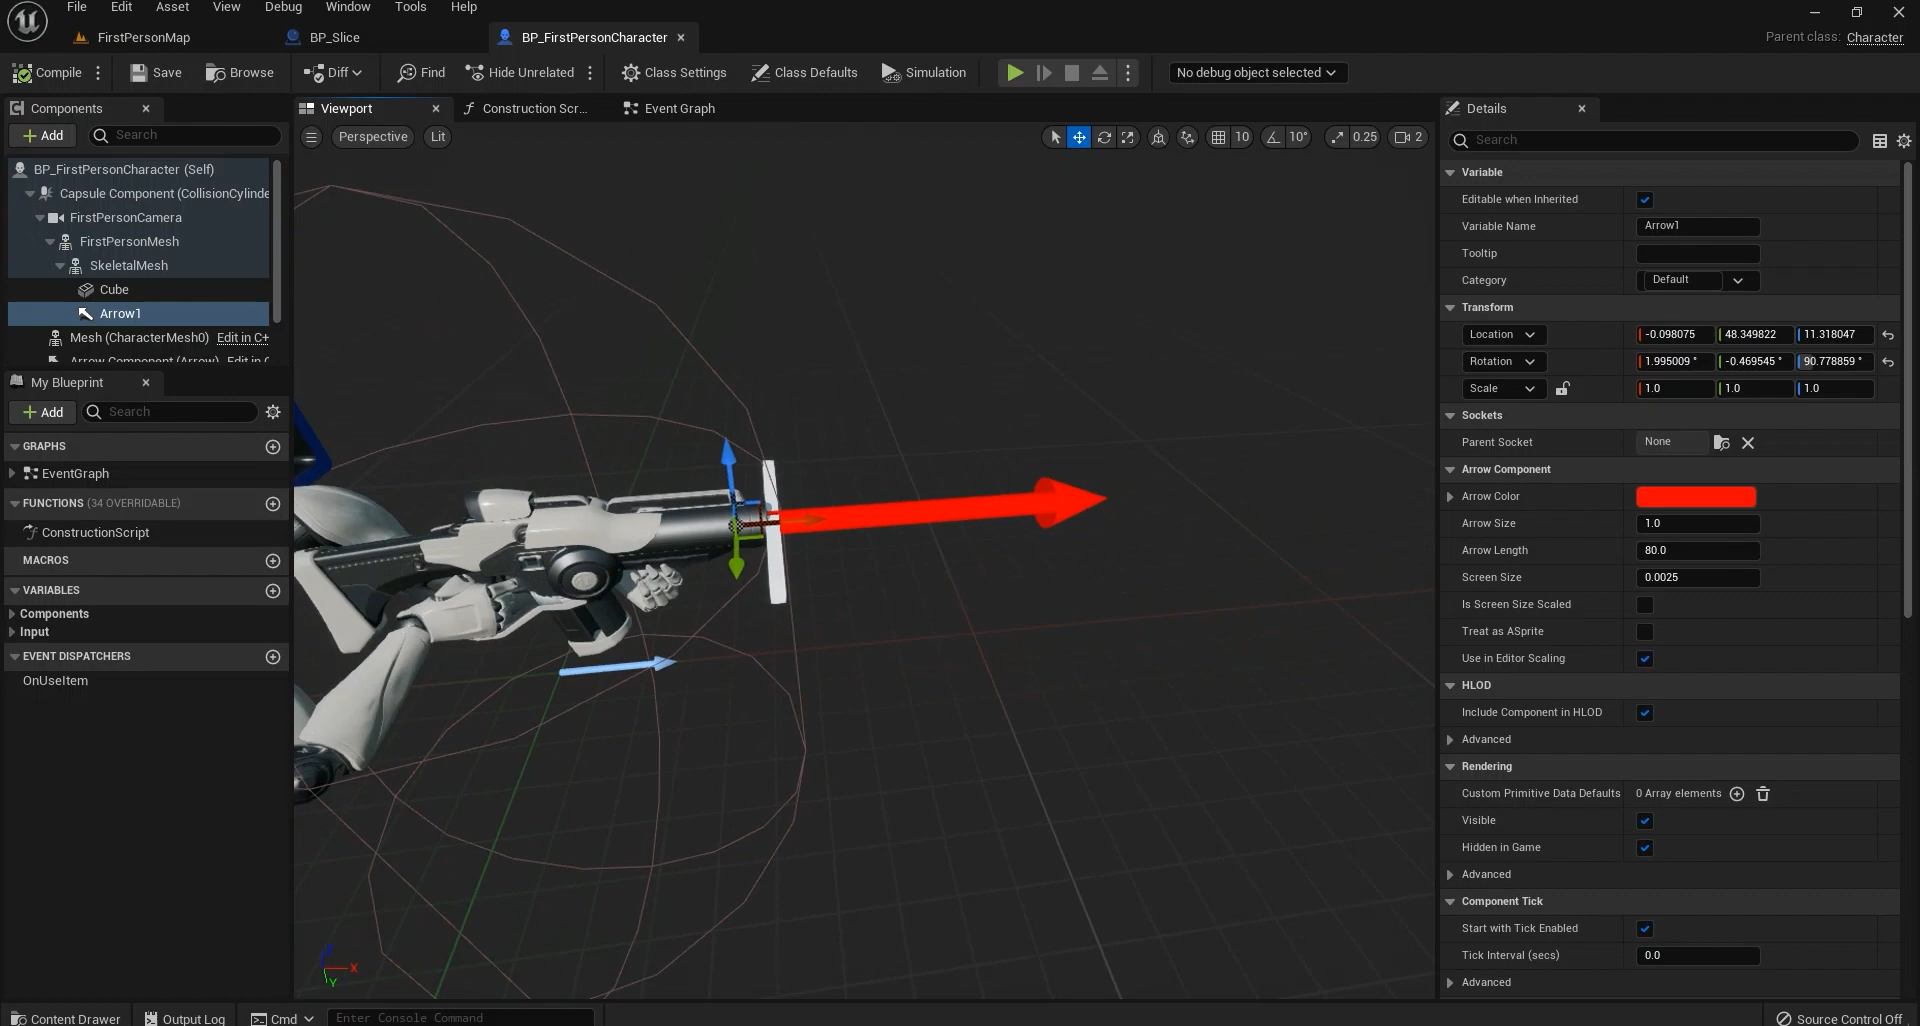 File Edit Asset View Debug Window Tools Help
FirstPersonMap BP_Slice BP_FirstPersonCharacter Parent class: Character
Compile Save Browse Diff Find Hide Unrelated Class Settings Class Defaults Simulation No debug object selected
Components
Add Search
BP_FirstPersonCharacter (Self)
Capsule Component (CollisionCylinde
FirstPersonCamera
FirstPersonMesh
SkeletalMesh
Cube
Arrow1
Mesh (CharacterMesh0) Edit in C+
Arrow Component (Arrow) Edit in C
My Blueprint
Add Search
GRAPHS
EventGraph
FUNCTIONS (34 OVERRIDABLE)
ConstructionScript
MACROS
VARIABLES
Components
Input
EVENT DISPATCHERS
OnUseItem
Viewport Construction Scr... Event Graph
Perspective Lit 10 10° 0.25 2
X
Y
Details
Search
Variable
Editable when Inherited
Variable Name Arrow1
Tooltip
Category Default
Transform
Location -0.098075 48.349822 11.318047
Rotation 1.995009 ° -0.469545 ° 90.778859 °
Scale 1.0 1.0 1.0
Sockets
Parent Socket None
Arrow Component
Arrow Color
Arrow Size 1.0
Arrow Length 80.0
Screen Size 0.0025
Is Screen Size Scaled
Treat as ASprite
Use in Editor Scaling
HLOD
Include Component in HLOD
Advanced
Rendering
Custom Primitive Data Defaults 0 Array elements
Visible
Hidden in Game
Advanced
Component Tick
Start with Tick Enabled
Tick Interval (secs) 0.0
Advanced
Content Drawer Output Log Cmd Enter Console Command Source Control Off